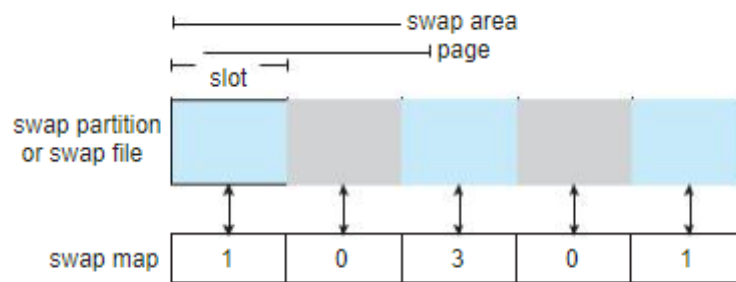 swap area
page
slot
swap partition
or swap file
swap map 1 0 3 0 1